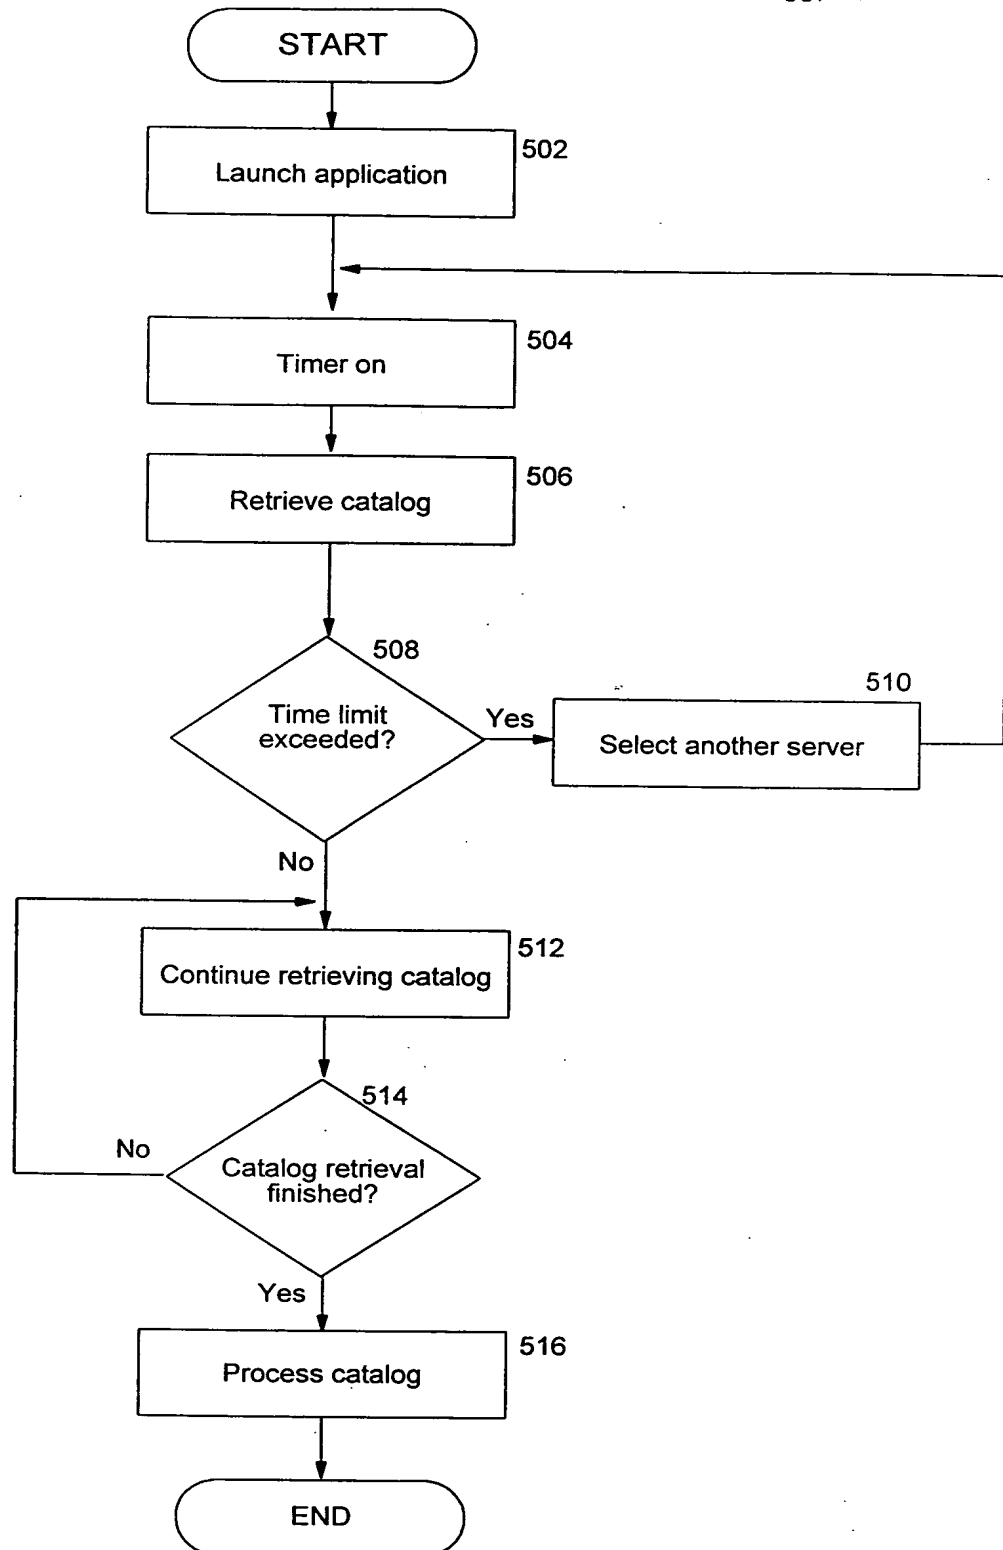 START
502
Launch application
504
Timer on
506
Retrieve catalog
508
Time limit
exceeded?
Yes
510
Select another server
No
512
Continue retrieving catalog
514
No
Catalog retrieval
finished?
Yes
516
Process catalog
END